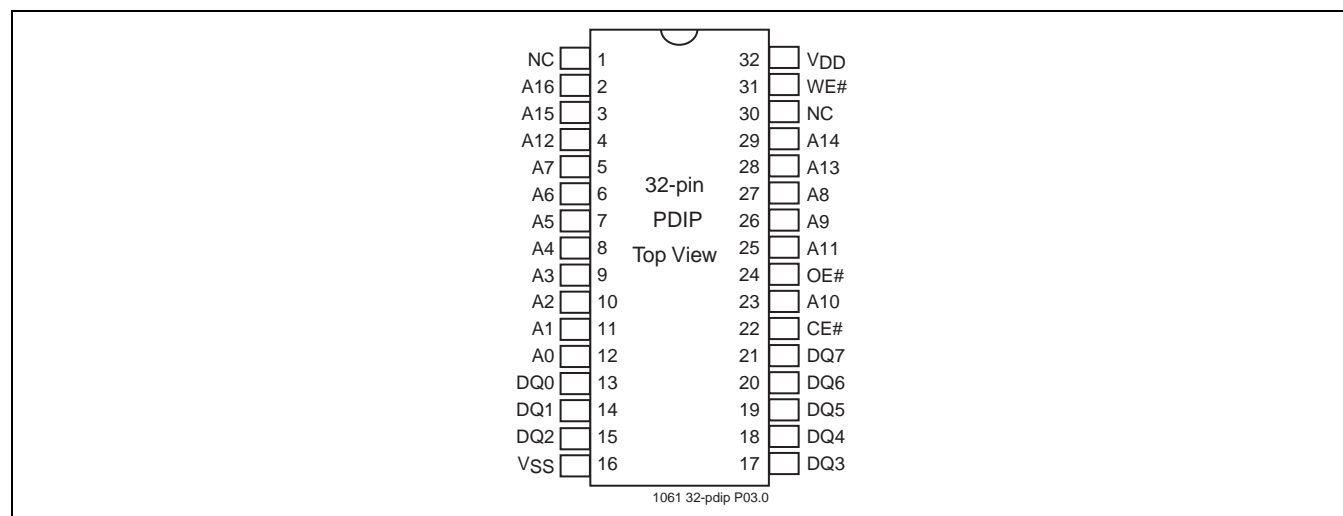 NC 1 32 VDD
A16 2 31 WE#
A15 3 30 NC
A12 4 29 A14
A7 5 28 A13
A6 6 32-pin 27 A8
A5 7 PDIP 26 A9
A4 8 Top View 25 A11
A3 9 24 OE#
A2 10 23 A10
A1 11 22 CE#
A0 12 21 DQ7
DQ0 13 20 DQ6
DQ1 14 19 DQ5
DQ2 15 18 DQ4
VSS 16 17 DQ3
1061 32-pdip P03.0